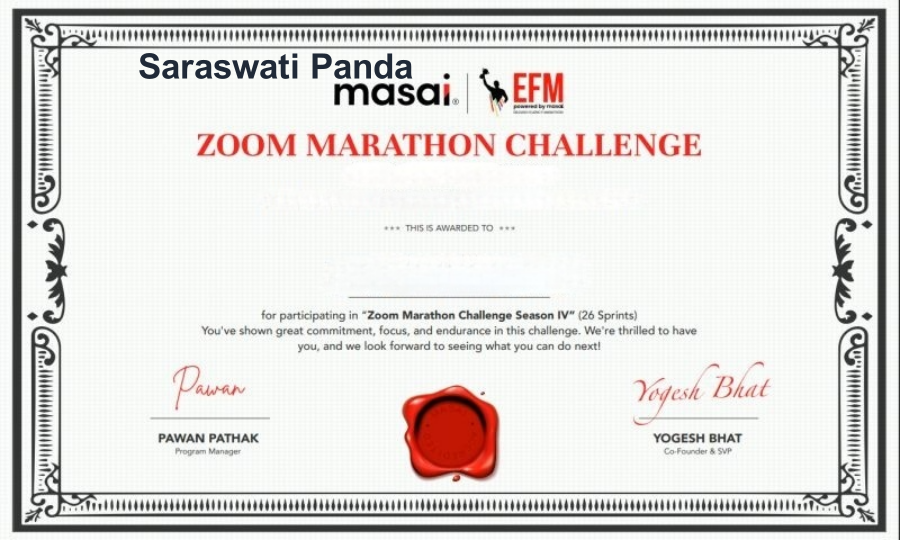 Saraswati Panda
masai
EFM
powered by masai
ZOOM MARATHON CHALLENGE
*** THIS IS AWARDED TO ***
for participating in "Zoom Marathon Challenge Season IV" (26 Sprints)
You've shown great commitment, focus, and endurance in this challenge. We're thrilled to have
you, and we look forward to seeing what you can do next!
Pawan
Yogesh Bhat
PAWAN PATHAK
YOGESH BHAT
Program Manager
Co-Founder & SVP